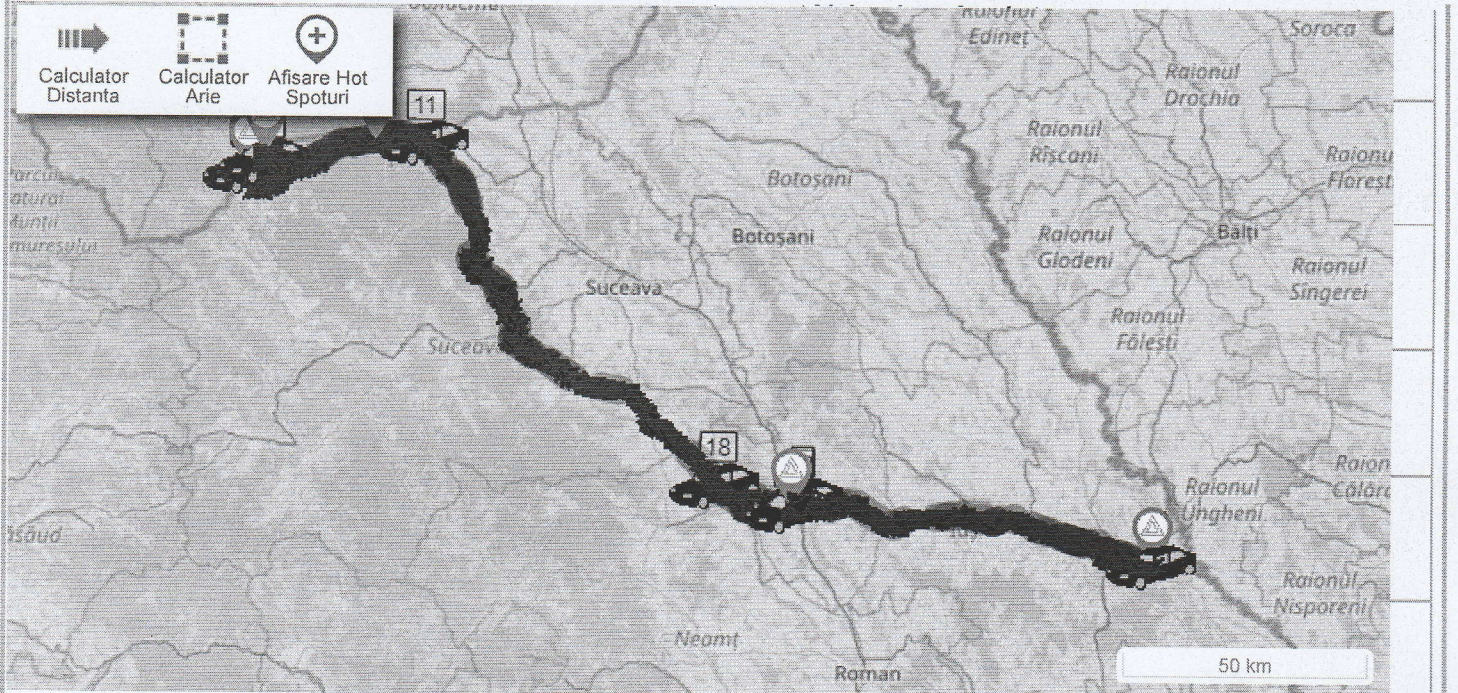 Calculator
Distanta
Calculator
Arie
Afisare Hot
Spoturi
11
Raionul
Edineț
Soroca
Raionul
Drochia
Raionul
Rîșcani
Botoșani
Botoșani
Raionul
Glodeni
Bălți
Raionul
Sîngerei
Suceava
Raionul
Fălești
Suceava
18
Raionul
Ungheni
Raionul
Nisporeni
Neamț
Roman
50 km